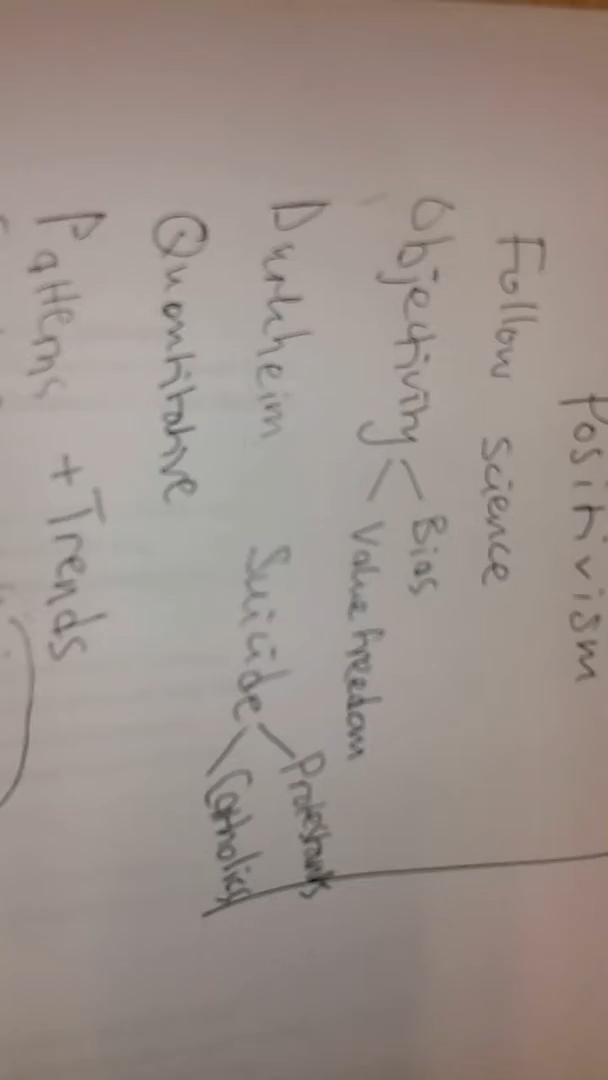 Positivism
Follow science
Objectivity < Bias
Value freedom
Durkheim Suicide < Protestants
Catholics
Quantitative
Patterns + Trends